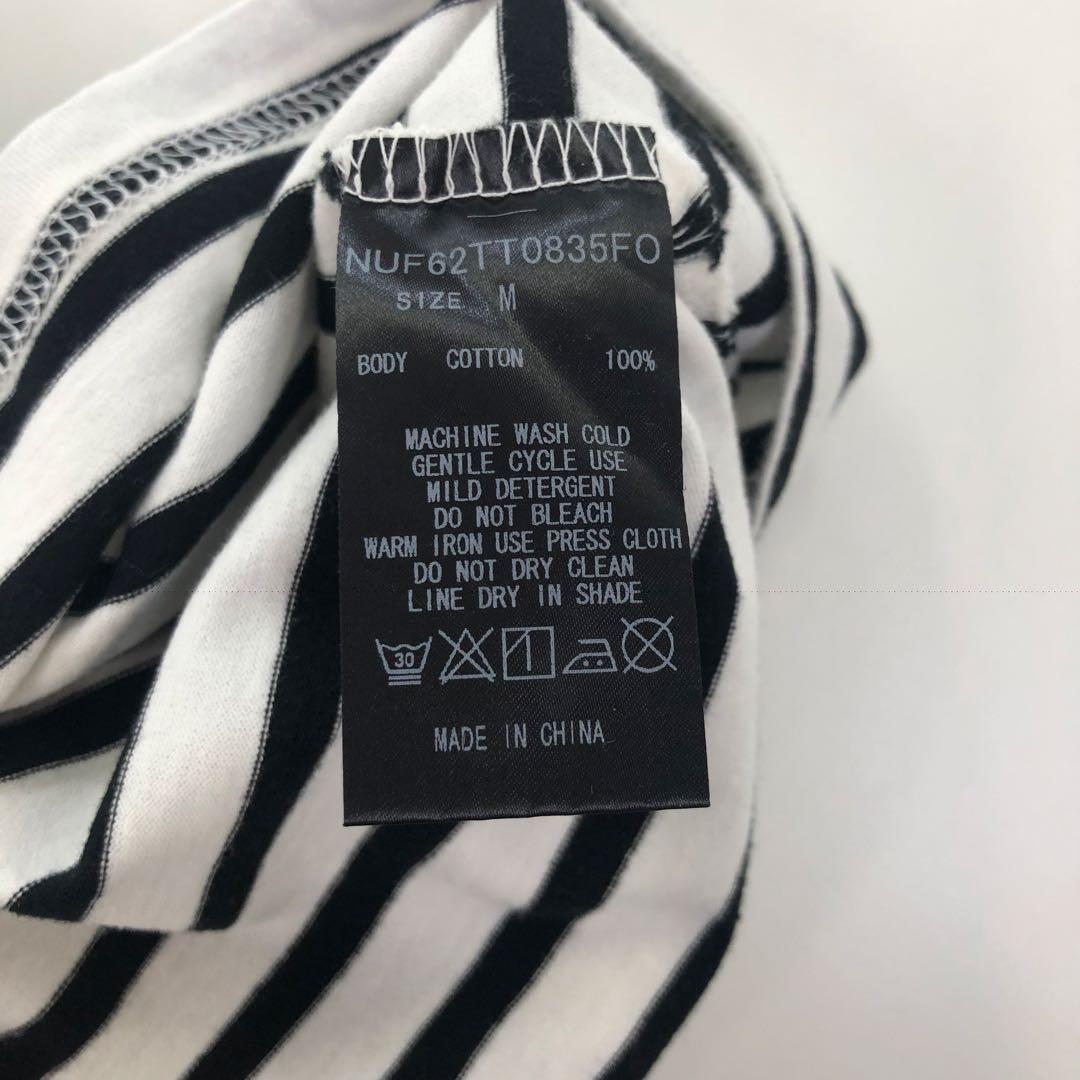 NUF62TT0835FO
SIZE M
BODY COTTON 100%
MACHINE WASH COLD
GENTLE CYCLE USE
MILD DETERGENT
DO NOT BLEACH
WARM IRON USE PRESS CLOTH
DO NOT DRY CLEAN
LINE DRY IN SHADE
30
MADE IN CHINA